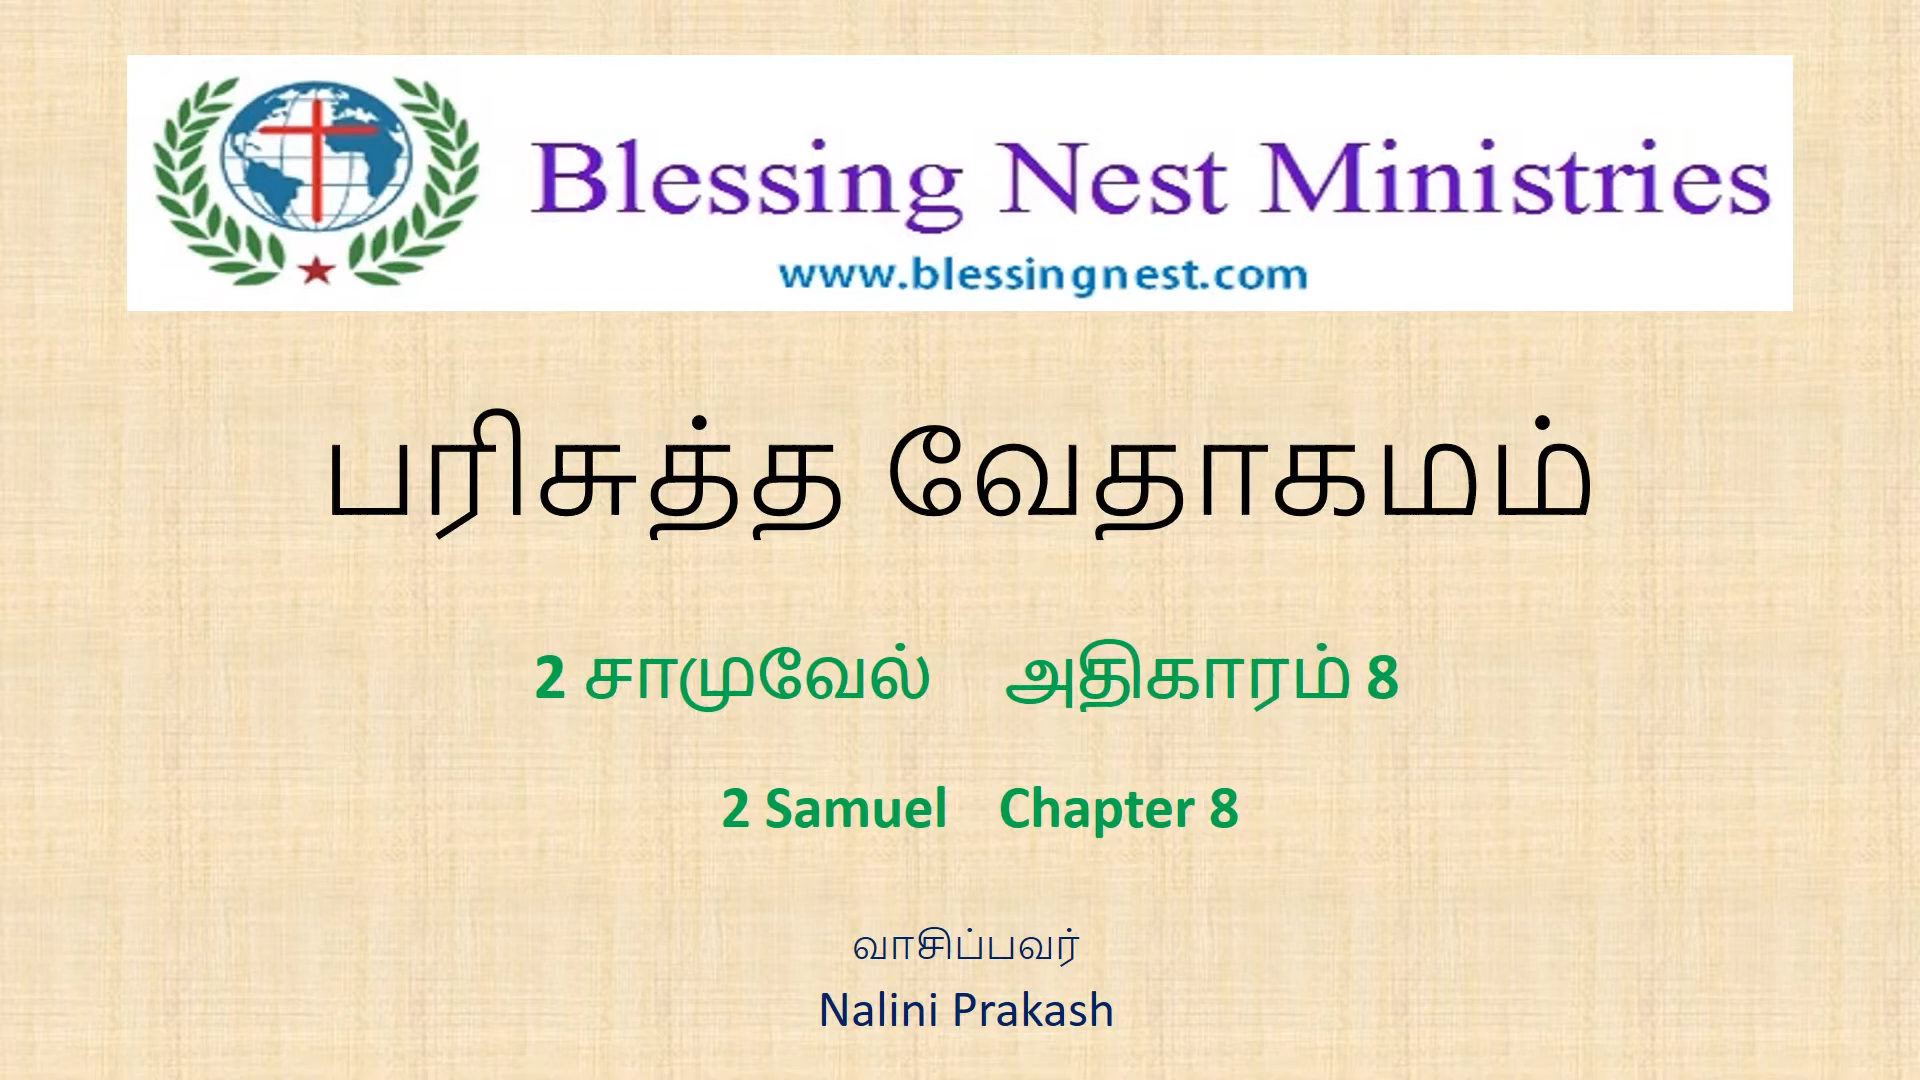 Blessing Nest Ministries
www.blessingnest.com
பரிசுத்த வேதாகமம்
2 சாமுவேல் அதிகாரம் 8
2 Samuel Chapter 8
வாசிப்பவர்
Nalini Prakash